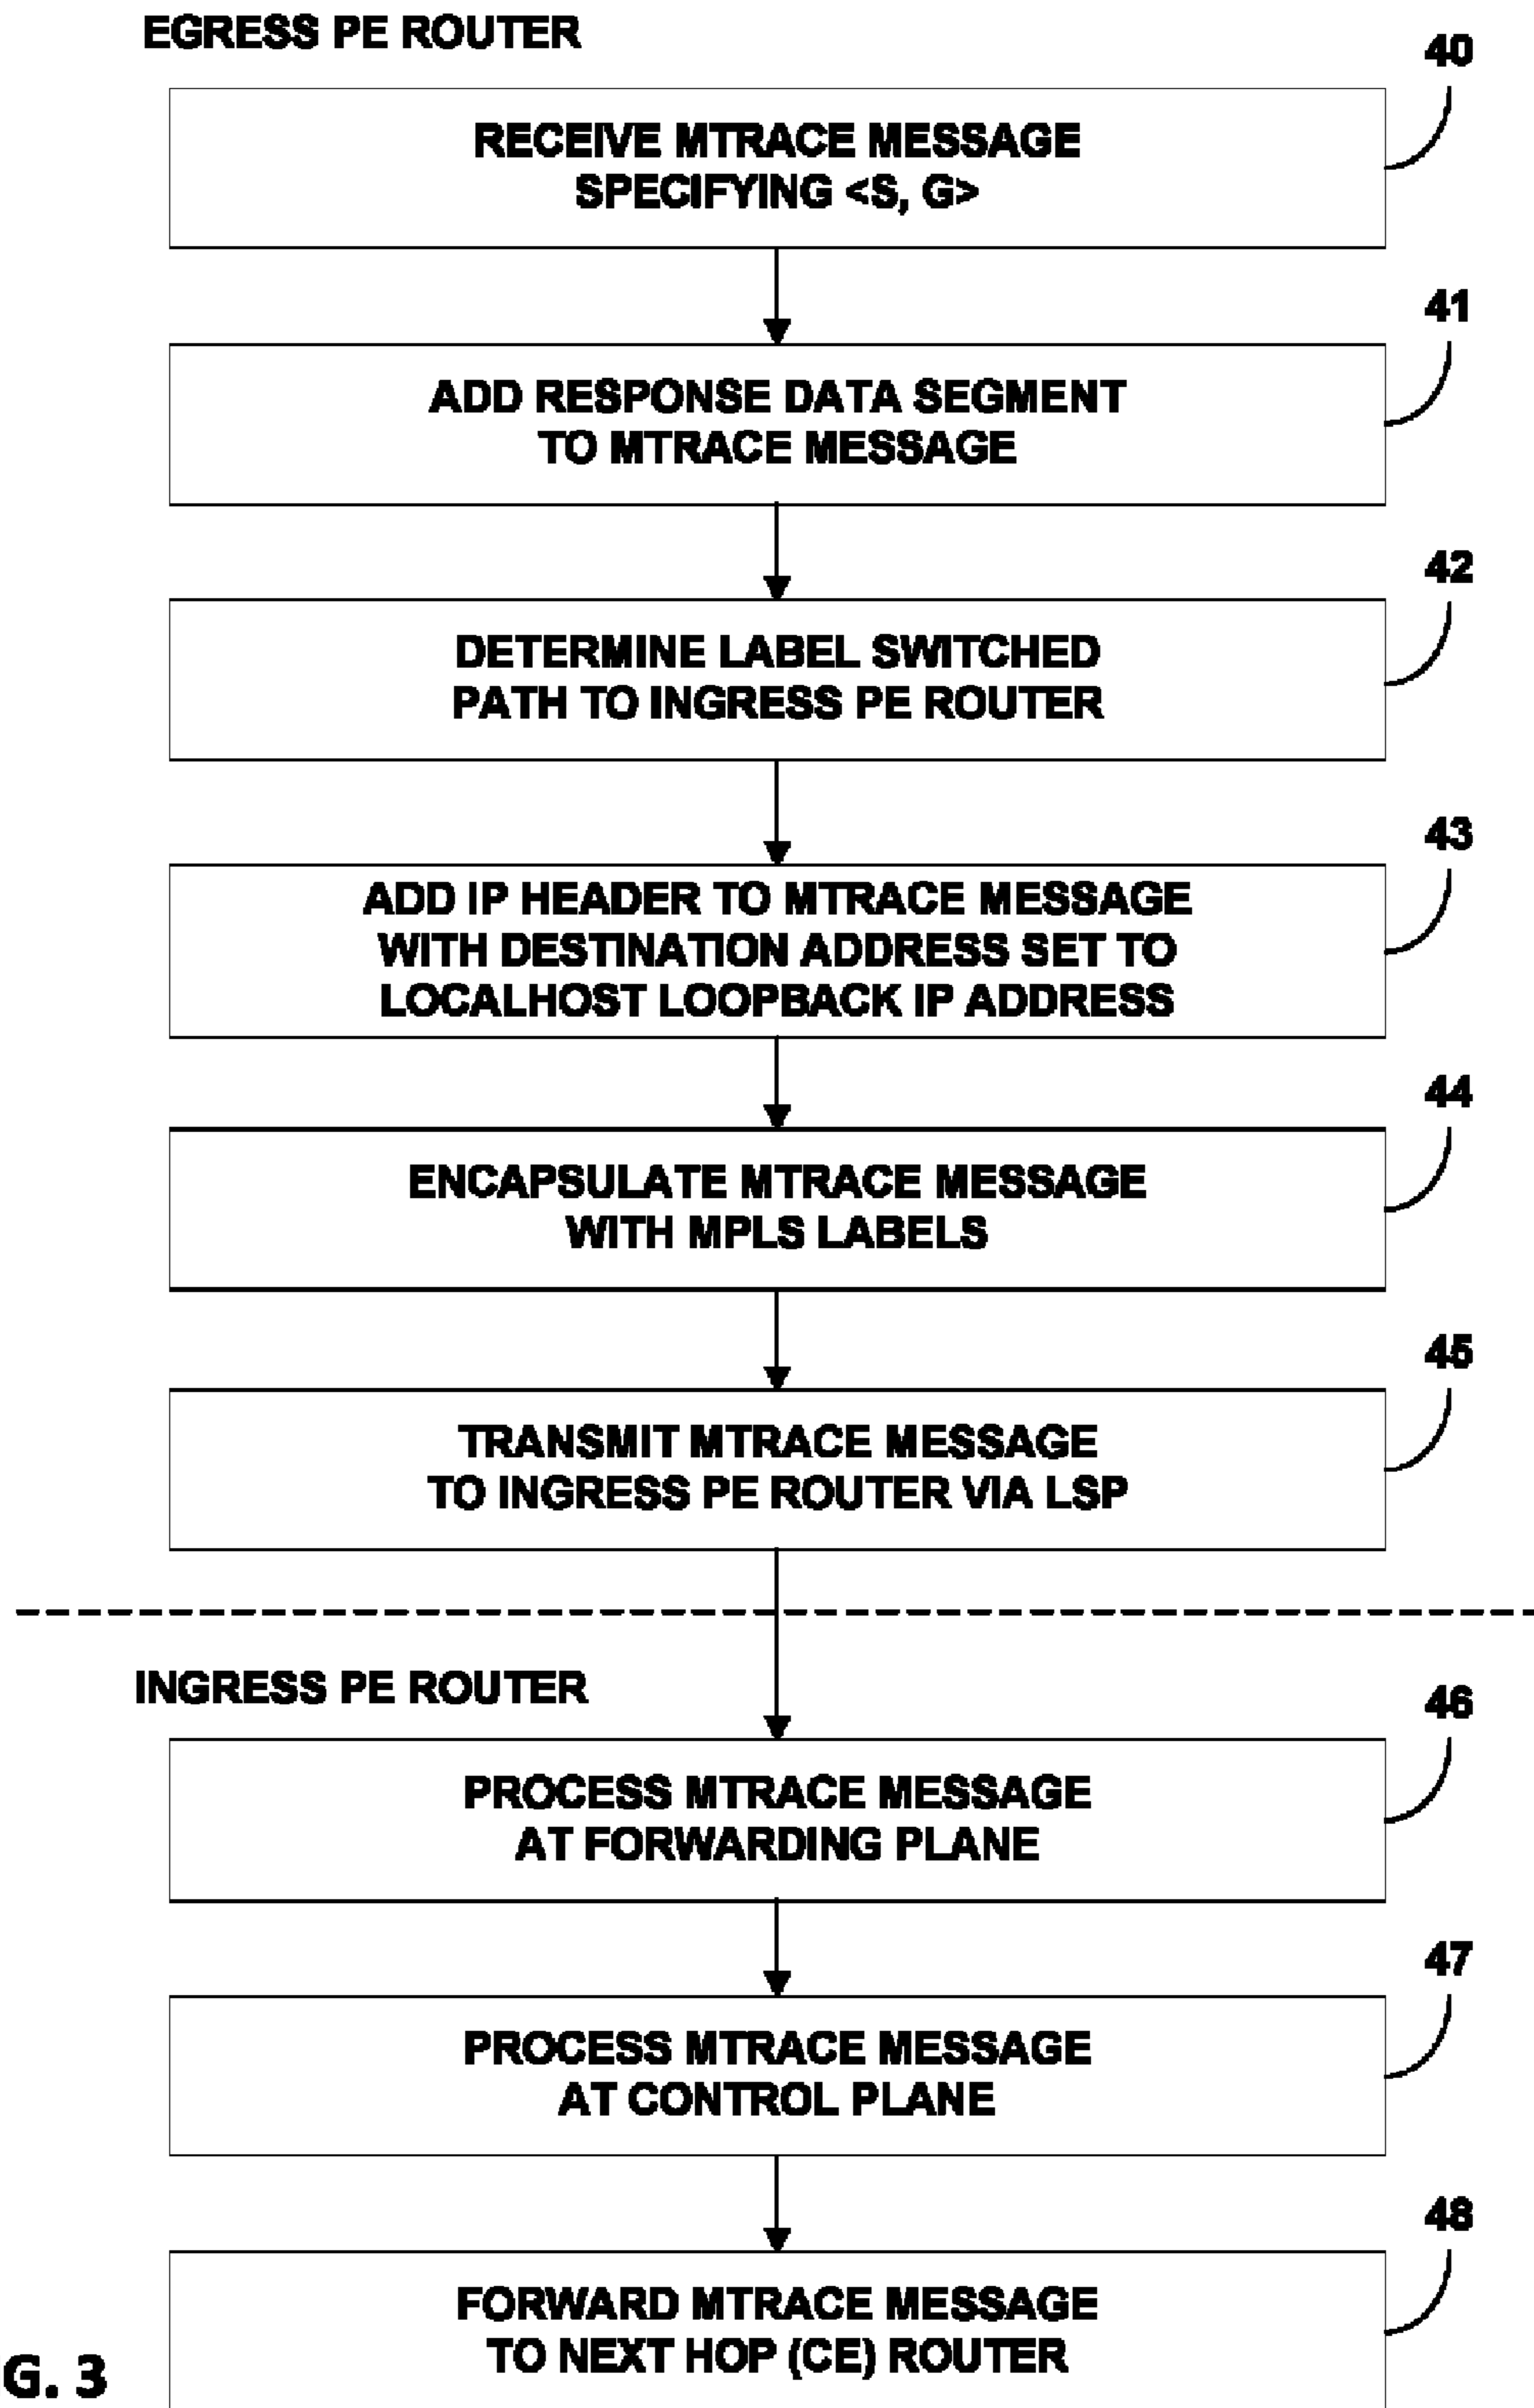 EGRESS PE ROUTER
40
RECEIVE MTRACE MESSAGE
SPECIFYING <S, G>
41
ADD RESPONSE DATA SEGMENT
TO MTRACE MESSAGE
42
DETERMINE LABEL SWITCHED
PATH TO INGRESS PE ROUTER
43
ADD IP HEADER TO MTRACE MESSAGE
WITH DESTINATION ADDRESS SET TO
LOCALHOST LOOPBACK IP ADDRESS
44
ENCAPSULATE MTRACE MESSAGE
WITH MPLS LABELS
45
TRANSMIT MTRACE MESSAGE
TO INGRESS PE ROUTER VIA LSP
INGRESS PE ROUTER
46
PROCESS MTRACE MESSAGE
AT FORWARDING PLANE
47
PROCESS MTRACE MESSAGE
AT CONTROL PLANE
48
FORWARD MTRACE MESSAGE
TO NEXT HOP (CE) ROUTER
G. 3